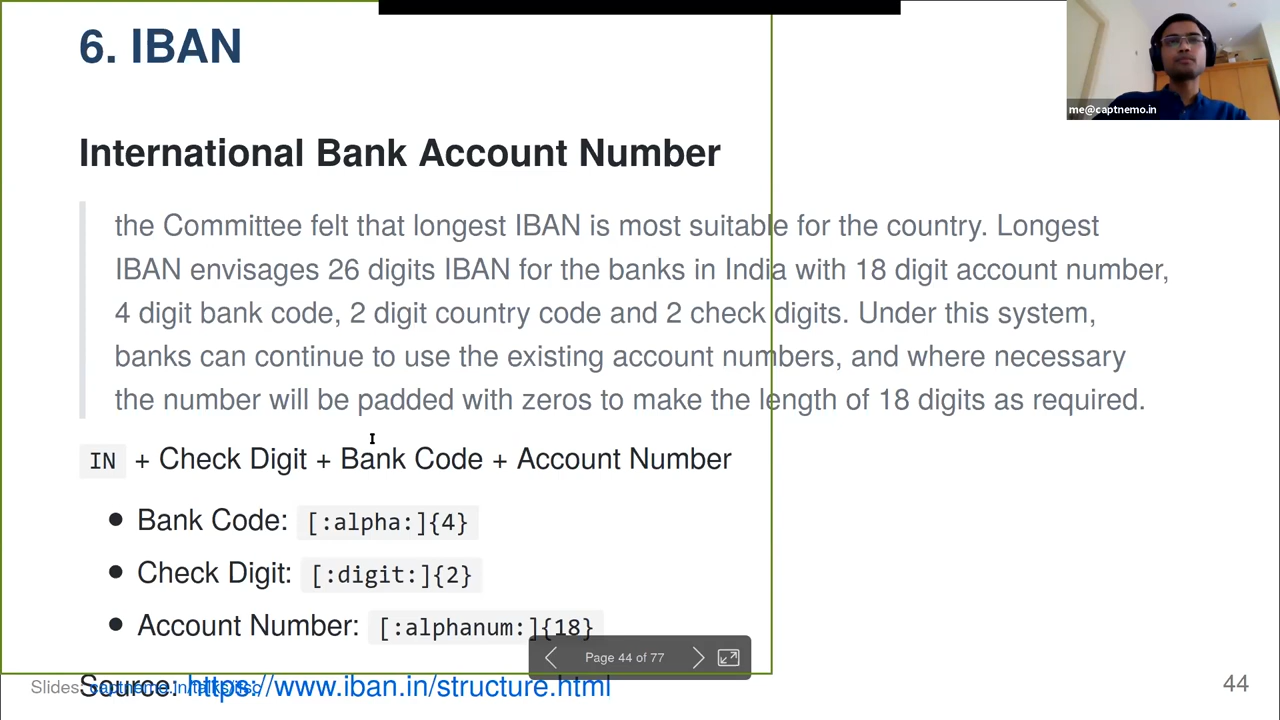 6. IBAN
me@captnemo.in
International Bank Account Number
the Committee felt that longest IBAN is most suitable for the country. Longest
IBAN envisages 26 digits IBAN for the banks in India with 18 digit account number,
4 digit bank code, 2 digit country code and 2 check digits. Under this system,
banks can continue to use the existing account numbers, and where necessary
the number will be padded with zeros to make the length of 18 digits as required.
IN + Check Digit + Bank Code + Account Number
• Bank Code: [:alpha:]{4}
• Check Digit: [:digit:]{2}
• Account Number: [:alphanum:]{18}
Page 44 of 77
Source: https://www.iban.in/structure.html
Slides: captnemo.in/talks/ifsc
44